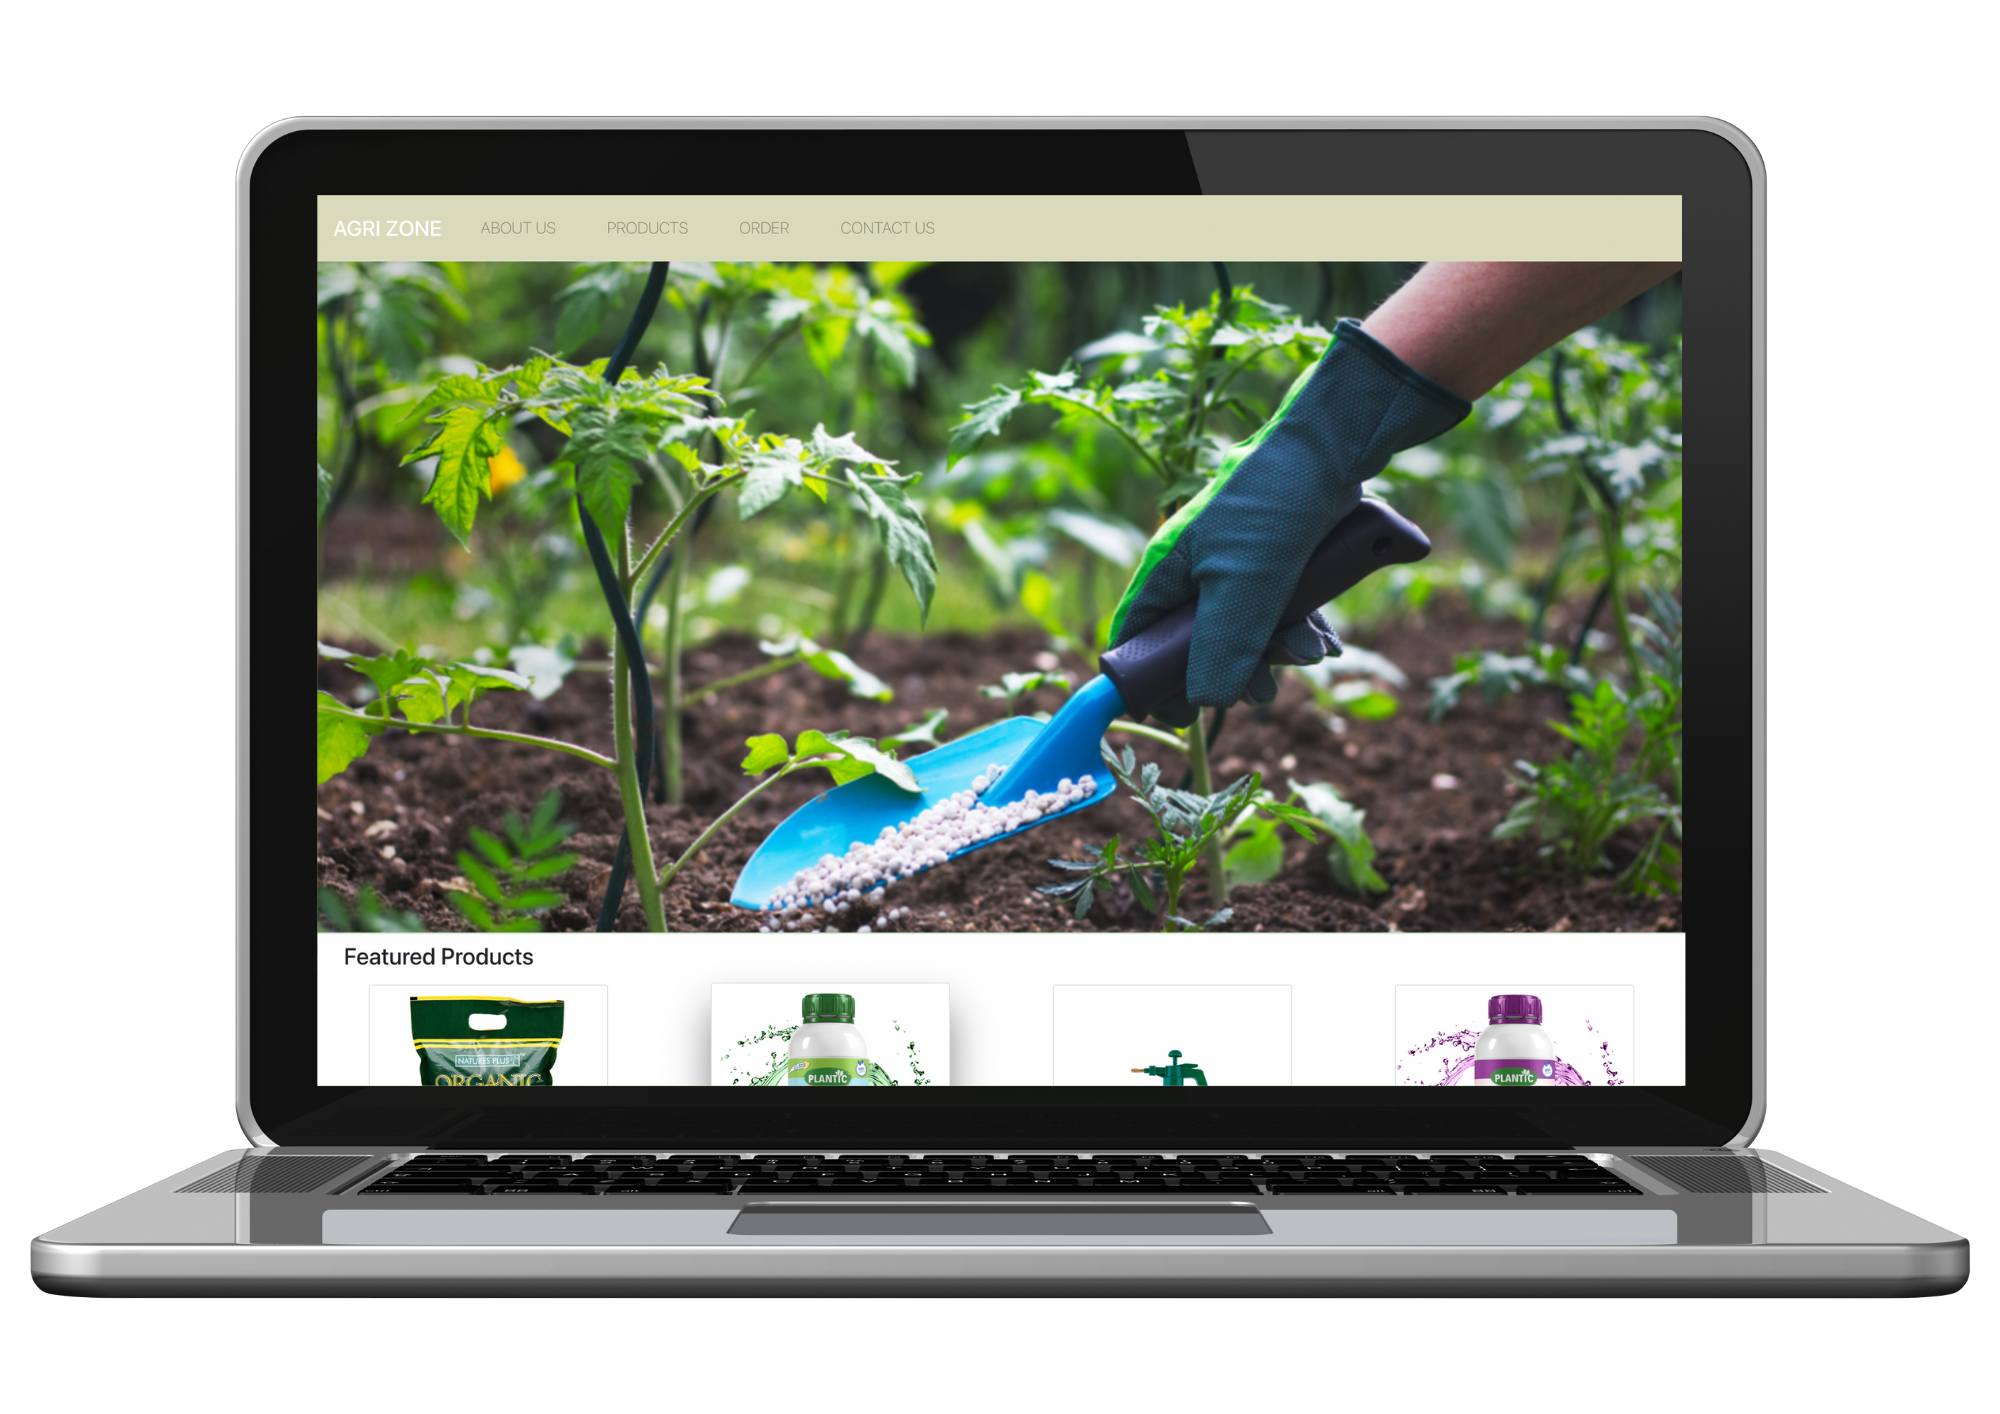 AGRI ZONE ABOUT US PRODUCTS ORDER CONTACT US
Featured Products
NATURES PLUS
ORGANIC
PLANTIC
PLANTIC